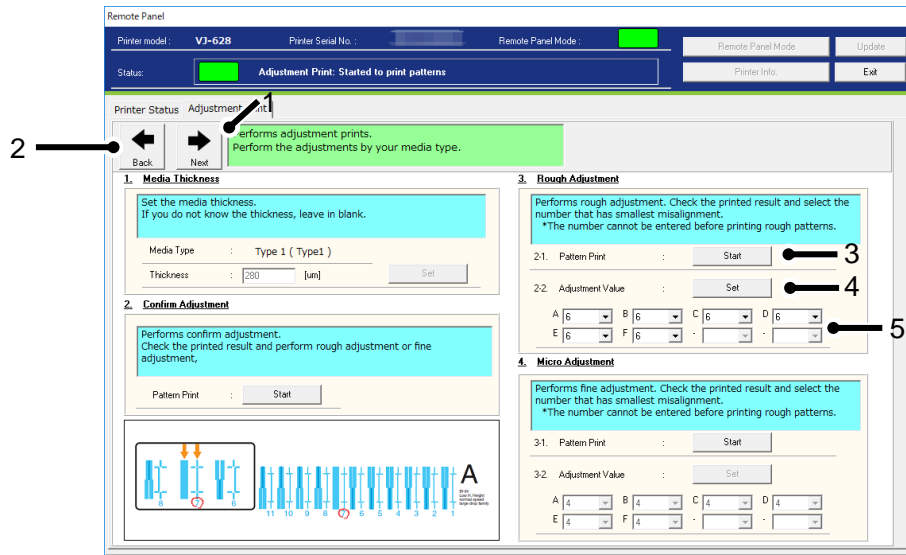 Remote Panel
Printer model : VJ-628 Printer Serial No. : Remote Panel Mode : Remote Panel Mode Update
Status: Adjustment Print: Started to print patterns Printer Info. Exit
Printer Status Adjustment Print
1
2
Back Next
Performs adjustment prints.
Perform the adjustments by your media type.
1. Media Thickness
Set the media thickness.
If you do not know the thickness, leave in blank.
Media Type : Type 1 ( Type1 )
Thickness : 280 [um] Set
2. Confirm Adjustment
Performs confirm adjustment.
Check the printed result and perform rough adjustment or fine
adjustment,
Pattern Print : Start
8 7 6
11 10 9 8 7 6 5 4 3 2 1
A
3. Rough Adjustment
Performs rough adjustment. Check the printed result and select the
number that has smallest misalignment.
*The number cannot be entered before printing rough patterns.
2-1. Pattern Print : Start 3
2-2. Adjustment Value : Set 4
A 6 B 6 C 6 D 6
E 6 F 6 - - 5
4. Micro Adjustment
Performs fine adjustment. Check the printed result and select the
number that has smallest misalignment.
*The number cannot be entered before printing rough patterns.
3-1. Pattern Print : Start
3-2. Adjustment Value : Set
A 4 B 4 C 4 D 4
E 4 F 4 - -